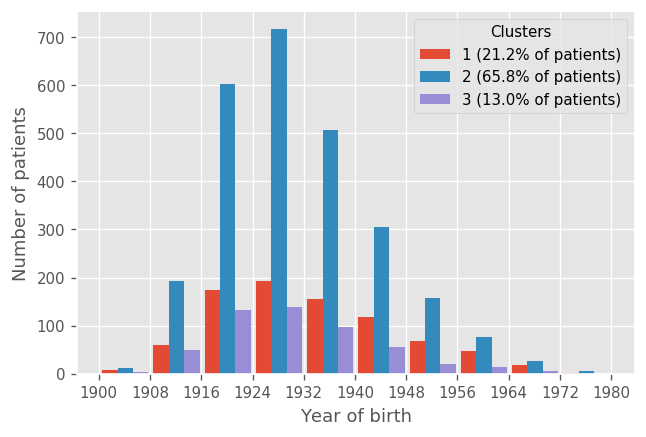 Clusters
1 (21.2% of patients)
2 (65.8% of patients)
3 (13.0% of patients)
Number of patients
700
600
500
400
300
200
100
0
1900 1908 1916 1924 1932 1940 1948 1956 1964 1972 1980
Year of birth